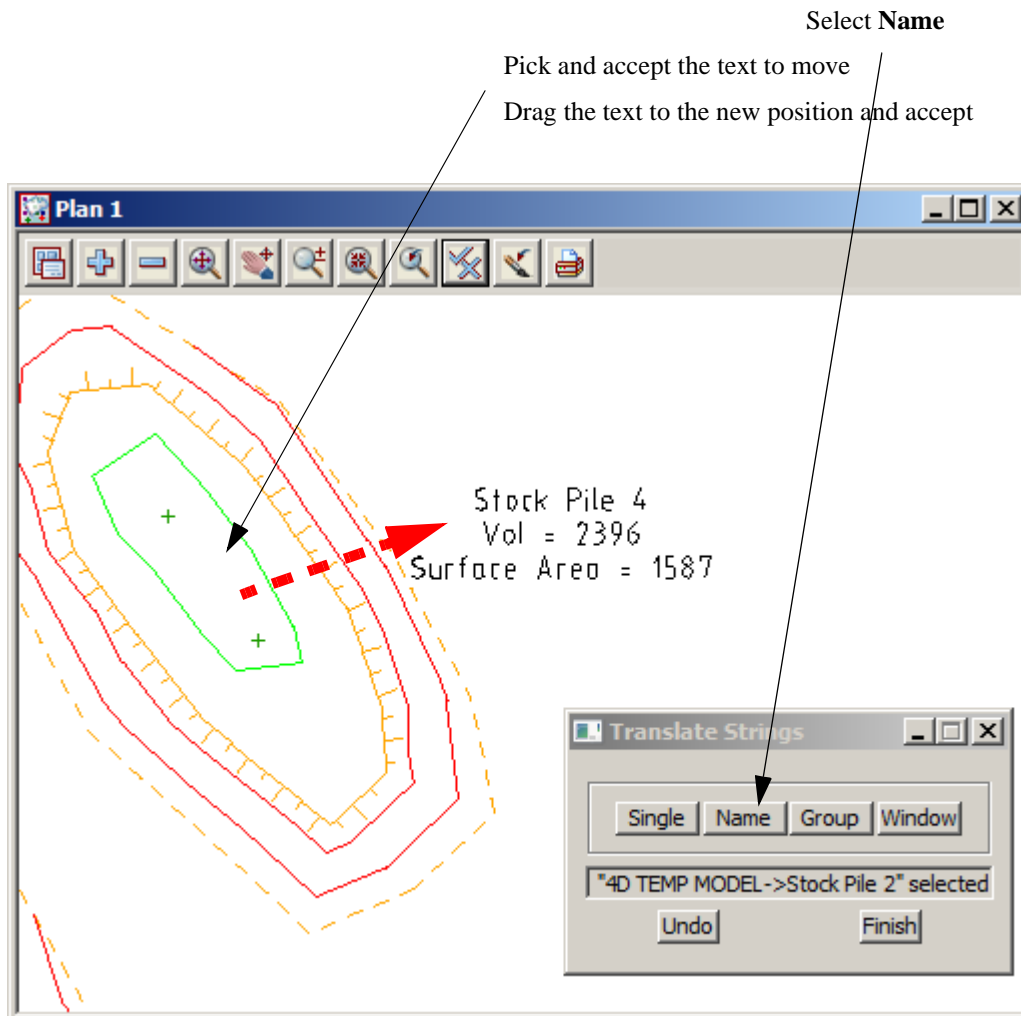 Select Name
Pick and accept the text to move
Drag the text to the new position and accept
Plan 1
Stock Pile 4
Vol = 2396
Surface Area = 1587
Translate Strings
Single Name Group Window
"4D TEMP MODEL->Stock Pile 2" selected
Undo Finish